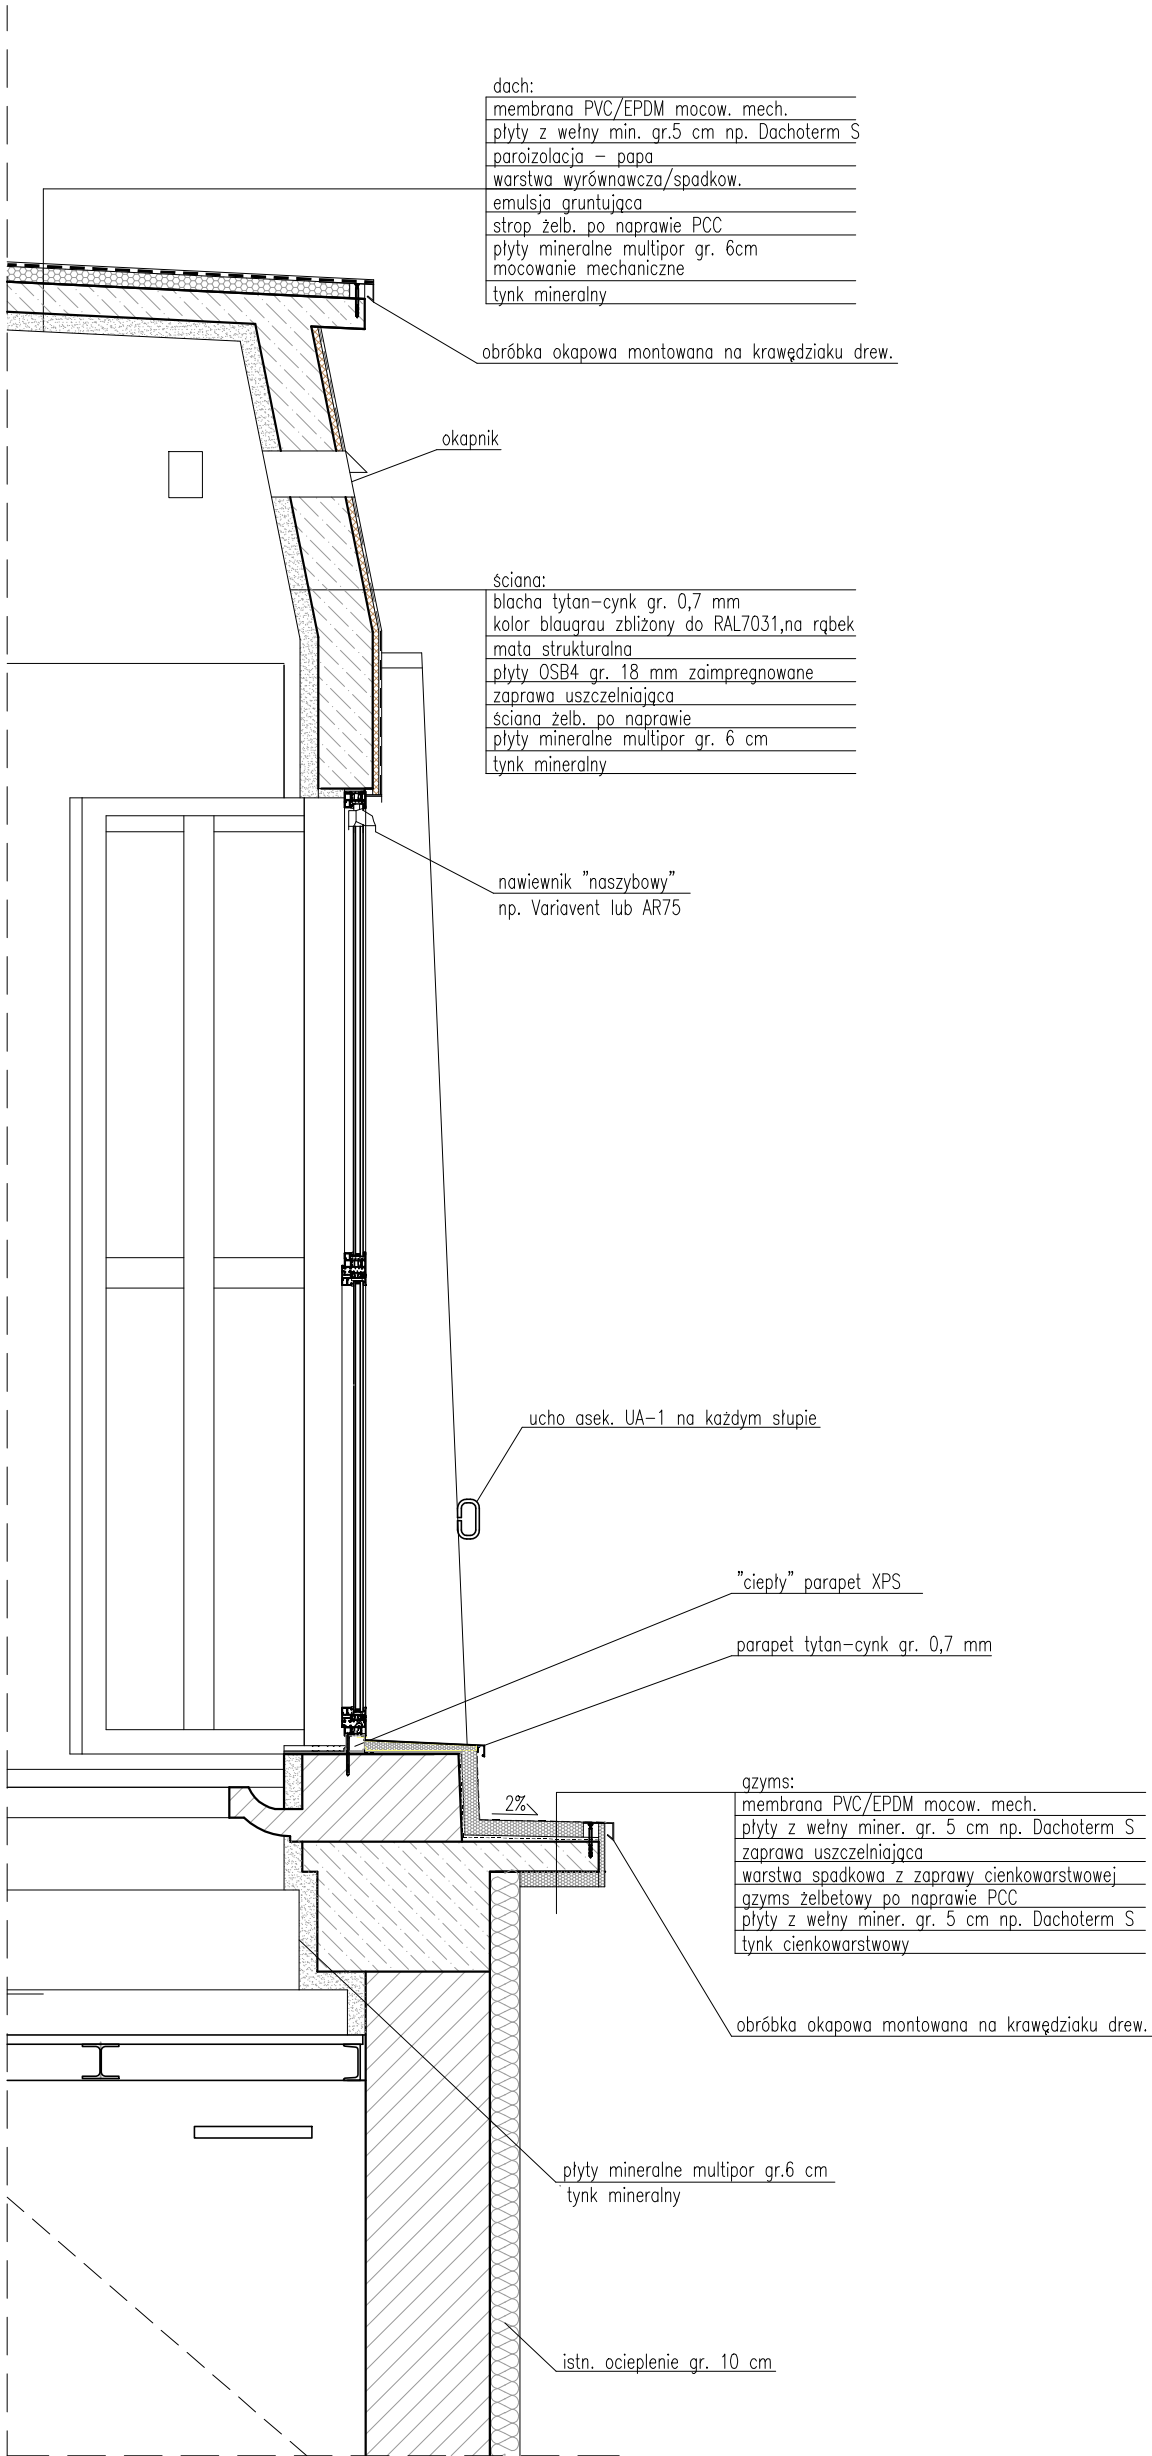 dach:
membrana PVC/EPDM mocow. mech.
płyty z wełny min. gr.5 cm np. Dachoterm S
paroizolacja – papa
warstwa wyrównawcza/spadkow.
emulsja gruntująca
strop żelb. po naprawie PCC
płyty mineralne multipor gr. 6cm
mocowanie mechaniczne
tynk mineralny
obróbka okapowa montowana na krawędziaku drew.
okapnik
ściana:
blacha tytan-cynk gr. 0,7 mm
kolor blaugrau zbliżony do RAL7031,na rąbek
mata strukturalna
płyty OSB4 gr. 18 mm zaimpregnowane
zaprawa uszczelniająca
ściana żelb. po naprawie
płyty mineralne multipor gr. 6 cm
tynk mineralny
nawiewnik "naszybowy"
np. Variavent lub AR75
ucho asek. UA-1 na każdym słupie
"ciepły" parapet XPS
parapet tytan-cynk gr. 0,7 mm
2%
gzyms:
membrana PVC/EPDM mocow. mech.
płyty z wełny miner. gr. 5 cm np. Dachoterm S
zaprawa uszczelniająca
warstwa spadkowa z zaprawy cienkowarstwowej
gzyms żelbetowy po naprawie PCC
płyty z wełny miner. gr. 5 cm np. Dachoterm S
tynk cienkowarstwowy
obróbka okapowa montowana na krawędziaku drew.
płyty mineralne multipor gr.6 cm
tynk mineralny
istn. ocieplenie gr. 10 cm